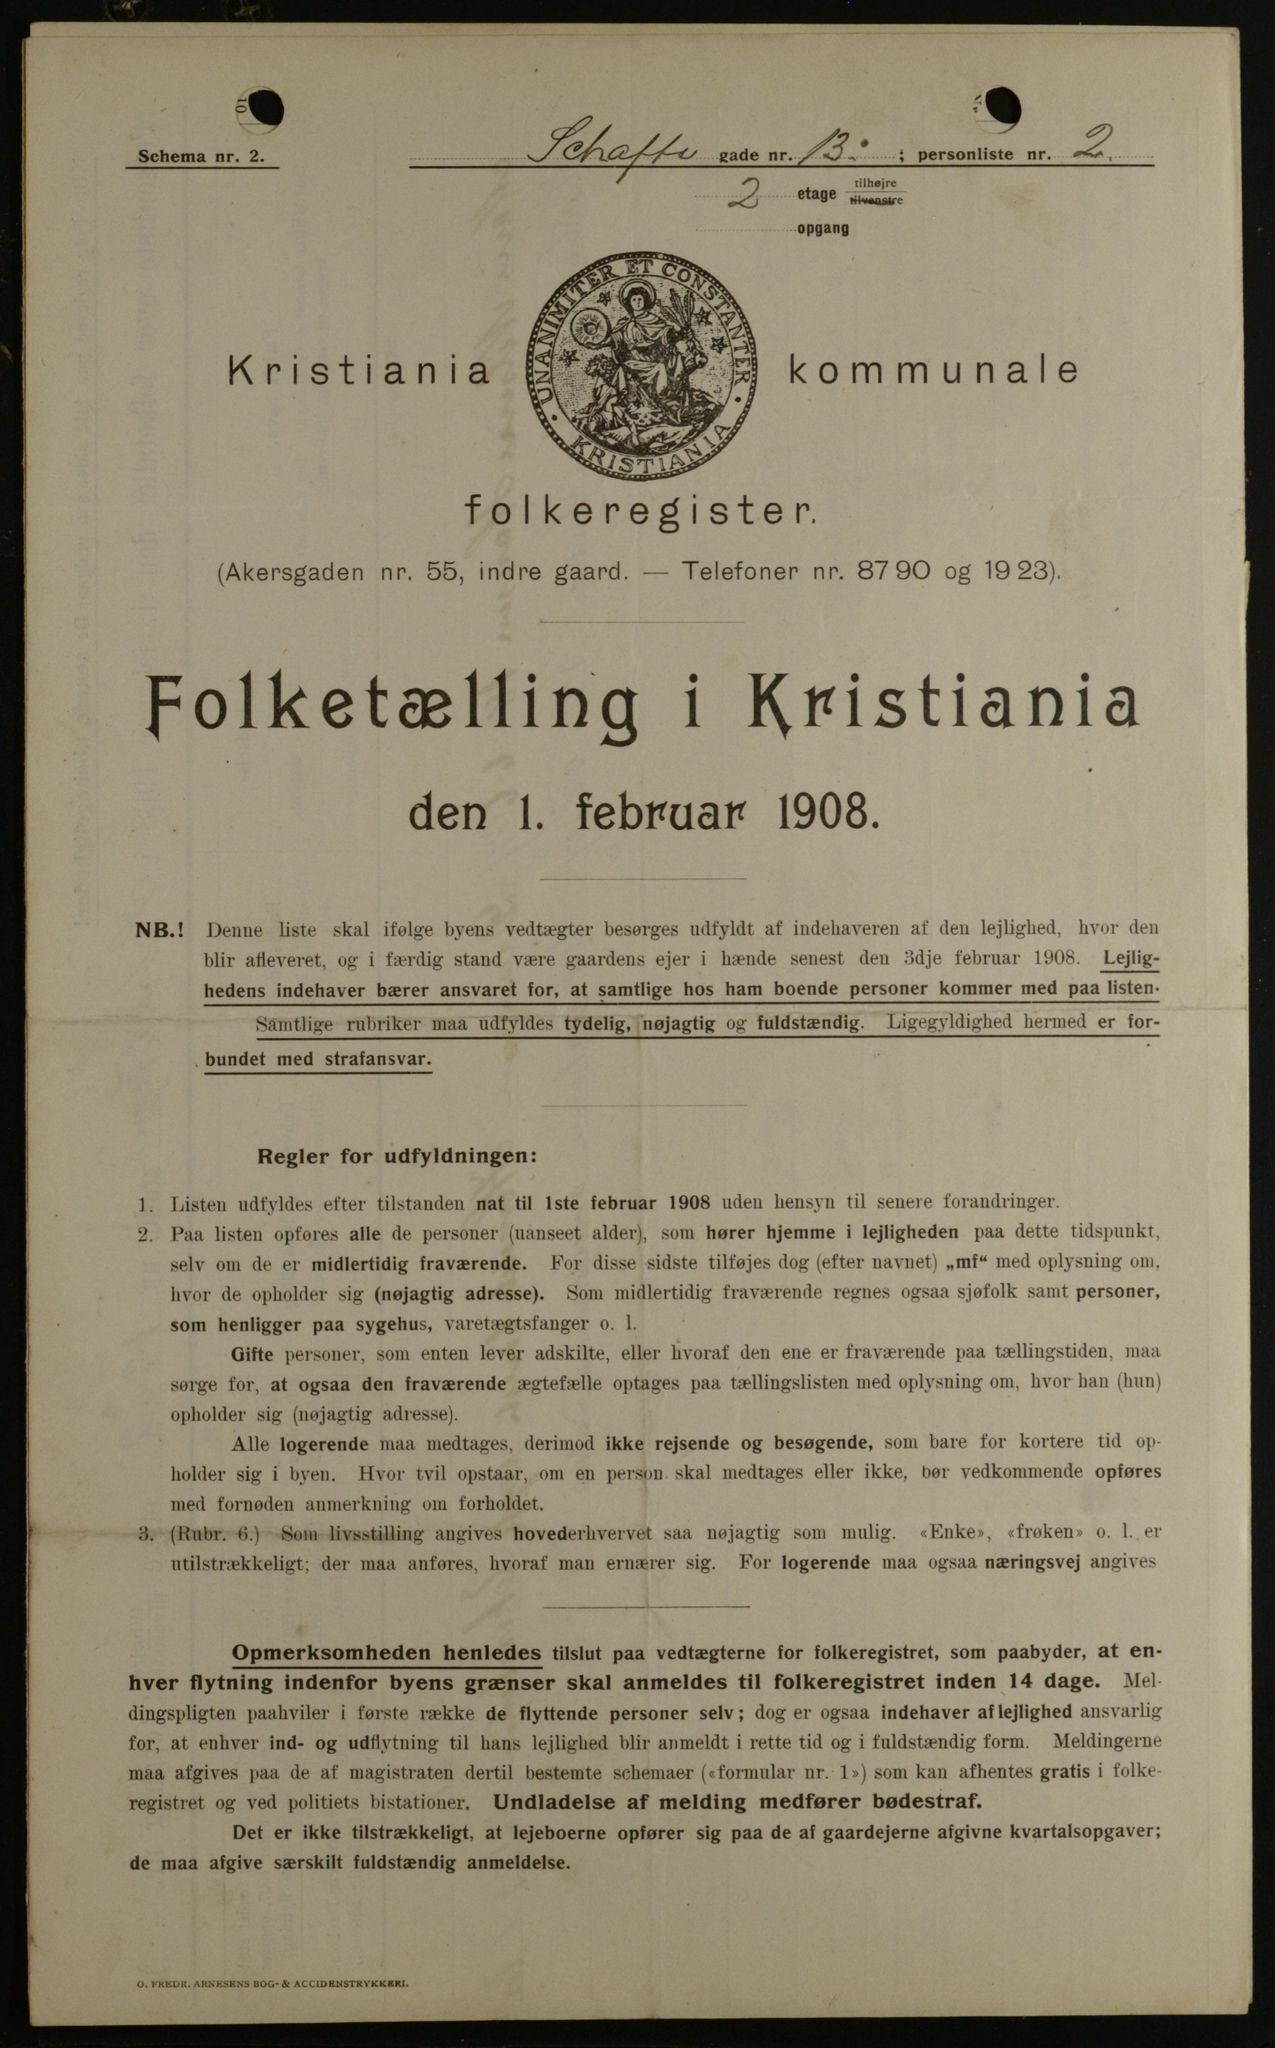 Schema nr. 2.
Schafts gade nr. 13. ; personliste nr. 2.
2 etage tilhøjre tilvenstre
opgang
UNANIMITER ET CONSTANTER
KRISTIANIA
Kristiania kommunale
folkeregister.
(Akersgaden nr. 55, indre gaard. — Telefoner nr. 87 90 og 19 23).
Folketælling i Kristiania
den 1. februar 1908.
NB.! Denne liste skal ifølge byens vedtægter besørges udfyldt af indehaveren af den lejlighed, hvor den
blir afleveret, og i færdig stand være gaardens ejer i hænde senest den 3dje februar 1908. Lejlig-
hedens indehaver bærer ansvaret for, at samtlige hos ham boende personer kommer med paa listen.
Samtlige rubriker maa udfyldes tydelig, nøjagtig og fuldstændig. Ligegyldighed hermed er for-
bundet med strafansvar.
Regler for udfyldningen:
1. Listen udfyldes efter tilstanden nat til 1ste februar 1908 uden hensyn til senere forandringer.
2. Paa listen opføres alle de personer (uanseet alder), som hører hjemme i lejligheden paa dette tidspunkt,
selv om de er midlertidig fraværende. For disse sidste tilføjes dog (efter navnet) „mf“ med oplysning om,
hvor de opholder sig (nøjagtig adresse). Som midlertidig fraværende regnes ogsaa sjøfolk samt personer,
som henligger paa sygehus, varetægtsfanger o. l.
Gifte personer, som enten lever adskilte, eller hvoraf den ene er fraværende paa tællingstiden, maa
sørge for, at ogsaa den fraværende ægtefælle optages paa tællingslisten med oplysning om, hvor han (hun)
opholder sig (nøjagtig adresse).
Alle logerende maa medtages, derimod ikke rejsende og besøgende, som bare for kortere tid op-
holder sig i byen. Hvor tvil opstaar, om en person skal medtages eller ikke, bør vedkommende opføres
med fornøden anmerkning om forholdet.
3. (Rubr. 6.) Som livsstilling angives hovederhvervet saa nøjagtig som mulig. «Enke», «frøken» o. l. er
utilstrækkeligt; der maa anføres, hvoraf man ernærer sig. For logerende maa ogsaa næringsvej angives
Opmerksomheden henledes tilslut paa vedtægterne for folkeregistret, som paabyder, at en-
hver flytning indenfor byens grænser skal anmeldes til folkeregistret inden 14 dage. Mel-
dingspligten paahviler i første række de flyttende personer selv; dog er ogsaa indehaver af lejlighed ansvarlig
for, at enhver ind- og udflytning til hans lejlighed blir anmeldt i rette tid og i fuldstændig form. Meldingerne
maa afgives paa de af magistraten dertil bestemte schemaer («formular nr. 1») som kan afhentes gratis i folke-
registret og ved politiets bistationer. Undladelse af melding medfører bødestraf.
Det er ikke tilstrækkeligt, at lejeboerne opfører sig paa de af gaardejerne afgivne kvartalsopgaver;
de maa afgive særskilt fuldstændig anmeldelse.
O. FREDR. ARNESENS BOG- & ACCIDENSTRYKKERI.